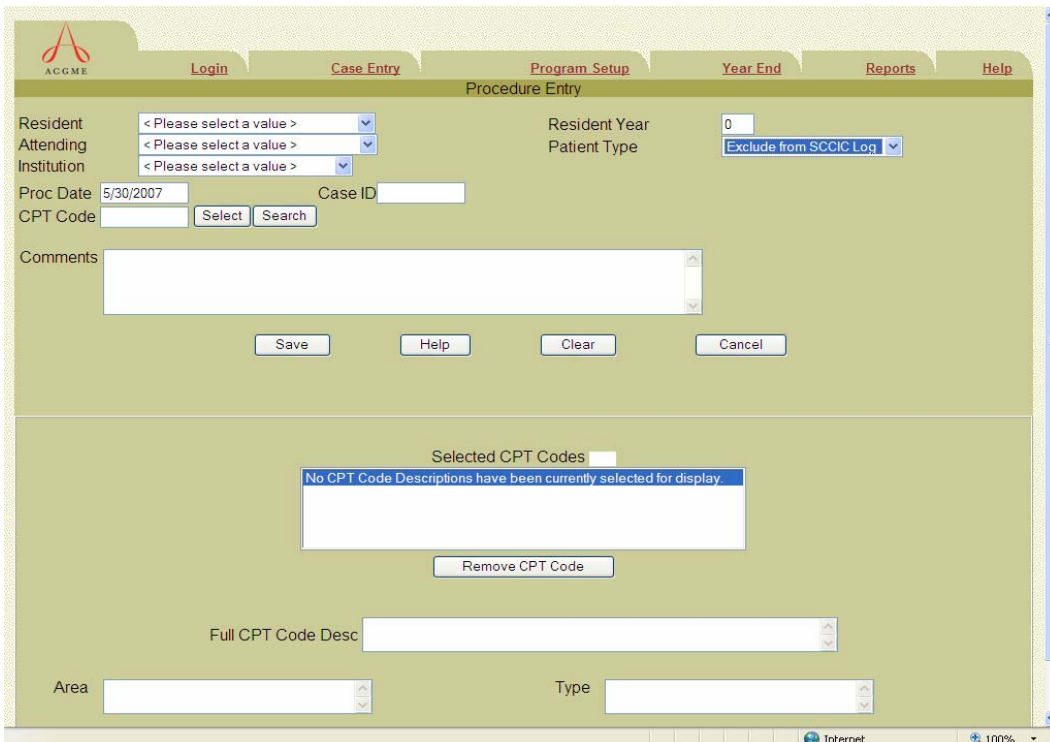 ACGME
Login Case Entry Program Setup Year End Reports Help
Procedure Entry
Resident < Please select a value > Resident Year 0
Attending < Please select a value > Patient Type Exclude from SCCIC Log
Institution < Please select a value >
Proc Date 5/30/2007 Case ID
CPT Code Select Search
Comments
Save Help Clear Cancel
Selected CPT Codes
No CPT Code Descriptions have been currently selected for display.
Remove CPT Code
Full CPT Code Desc
Area Type
Internet 100%